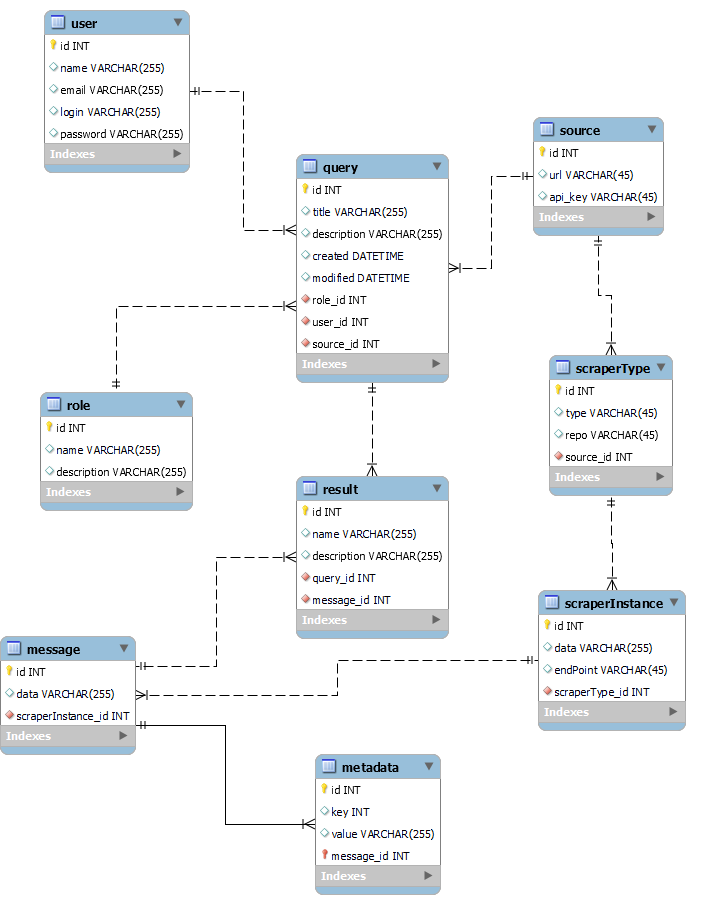 user
id INT
name VARCHAR(255)
email VARCHAR(255)
login VARCHAR(255)
password VARCHAR(255)
Indexes
source
id INT
url VARCHAR(45)
api_key VARCHAR(45)
Indexes
query
id INT
title VARCHAR(255)
description VARCHAR(255)
created DATETIME
modified DATETIME
role_id INT
user_id INT
source_id INT
Indexes
scraperType
id INT
type VARCHAR(45)
repo VARCHAR(45)
source_id INT
Indexes
role
id INT
name VARCHAR(255)
description VARCHAR(255)
Indexes
result
id INT
name VARCHAR(255)
description VARCHAR(255)
query_id INT
message_id INT
Indexes
scraperInstance
id INT
data VARCHAR(255)
endPoint VARCHAR(45)
scraperType_id INT
Indexes
message
id INT
data VARCHAR(255)
scraperInstance_id INT
Indexes
metadata
id INT
key INT
value VARCHAR(255)
message_id INT
Indexes